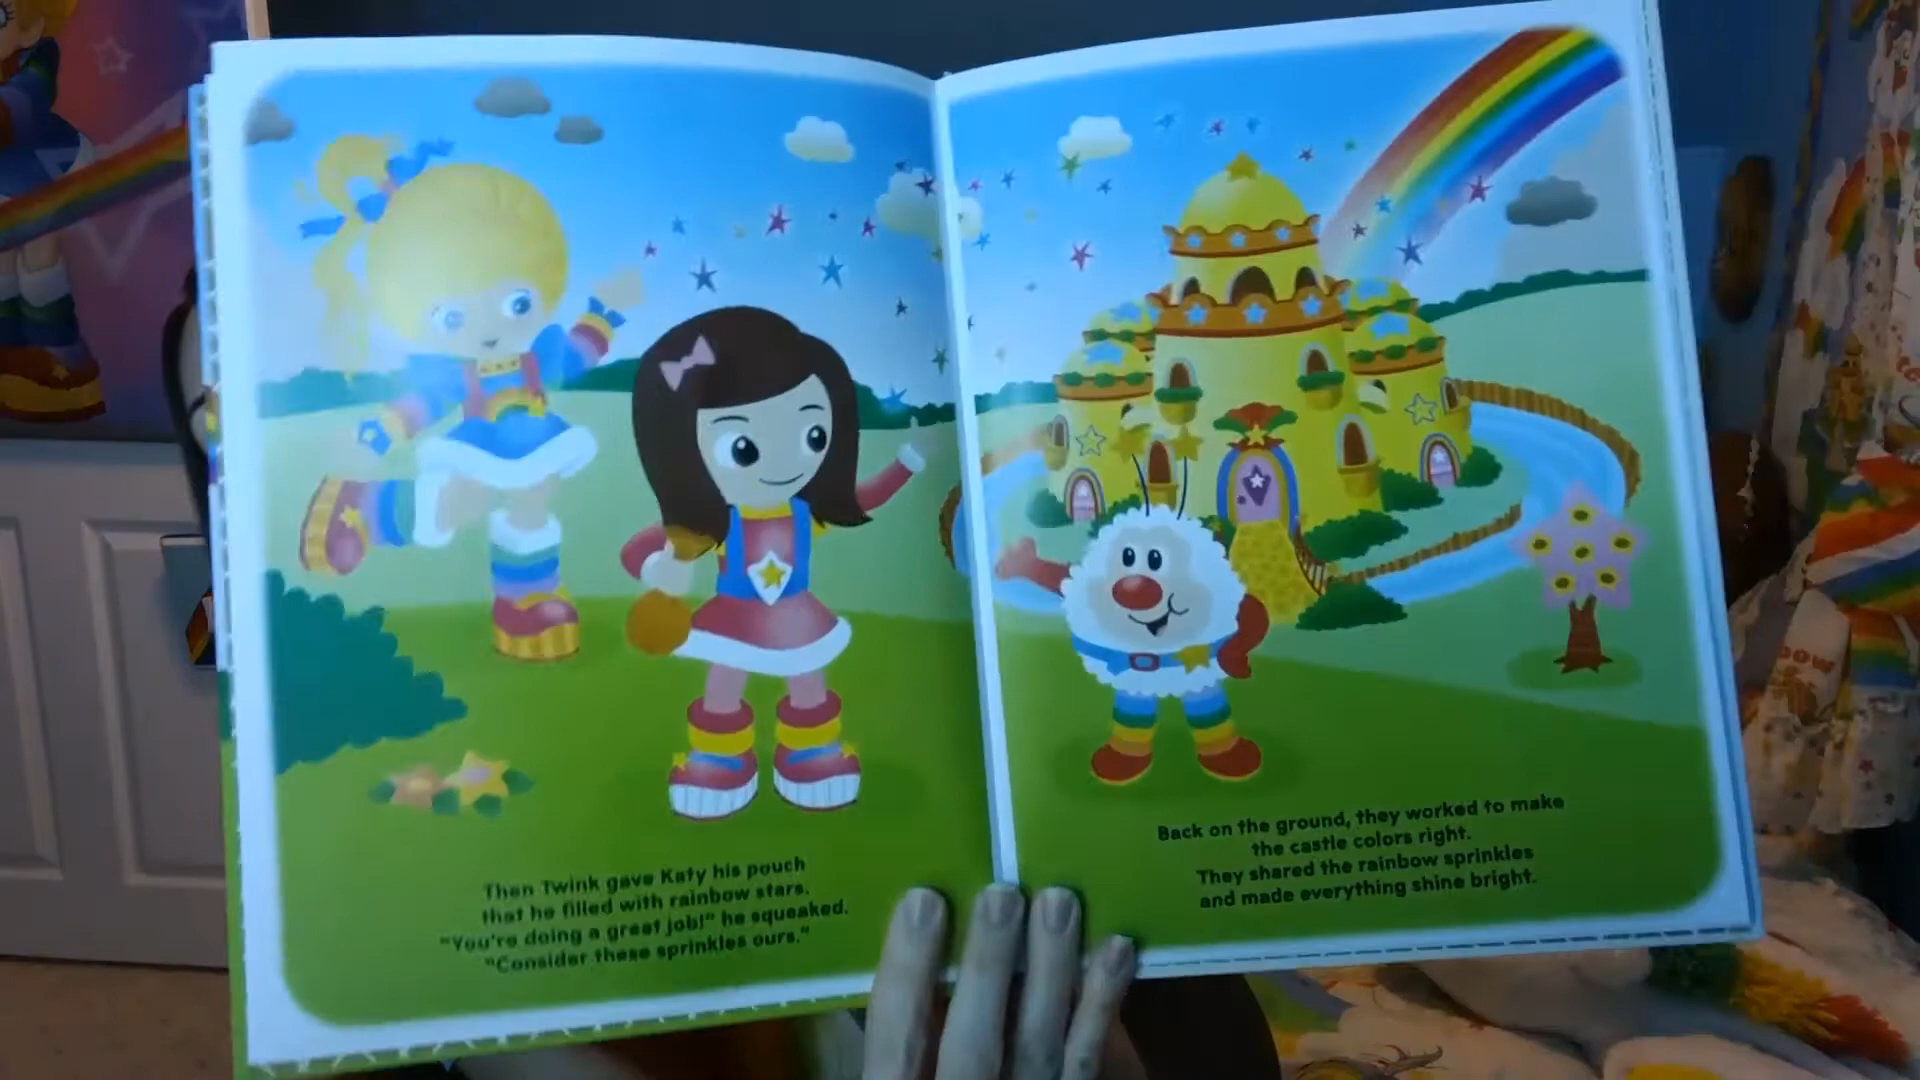 Then Twink gave Katy his pouch
that he filled with rainbow stars.
"You're doing a great job!" he squeaked.
"Consider these sprinkles ours."
Back on the ground, they worked to make
the castle colors right.
They shared the rainbow sprinkles
and made everything shine bright.